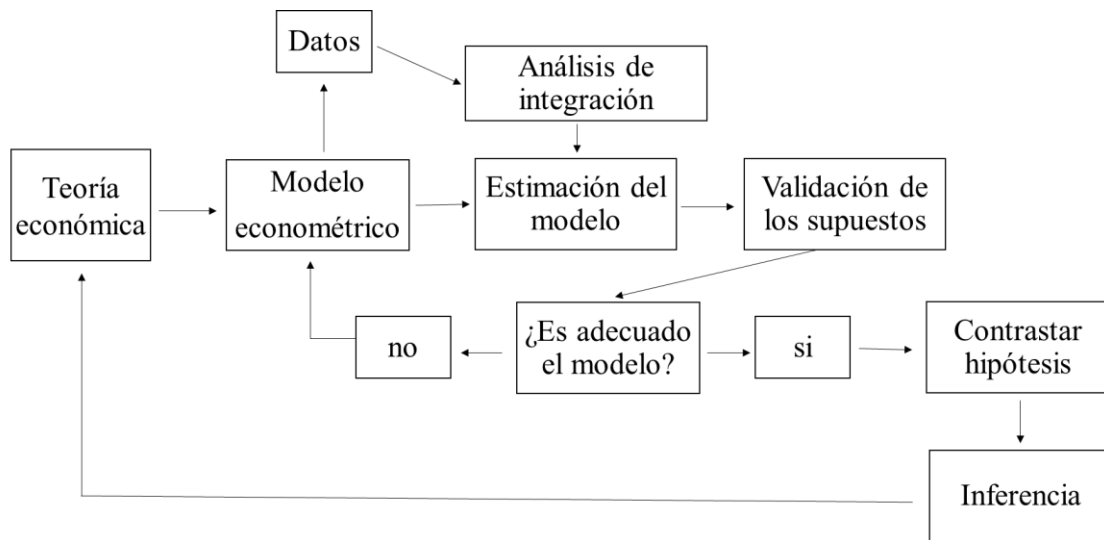 Datos
Análisis de
integración
Teoría
económica
Modelo
econométrico
Estimación del
modelo
Validación de
los supuestos
no
¿Es adecuado
el modelo?
si
Contrastar
hipótesis
Inferencia